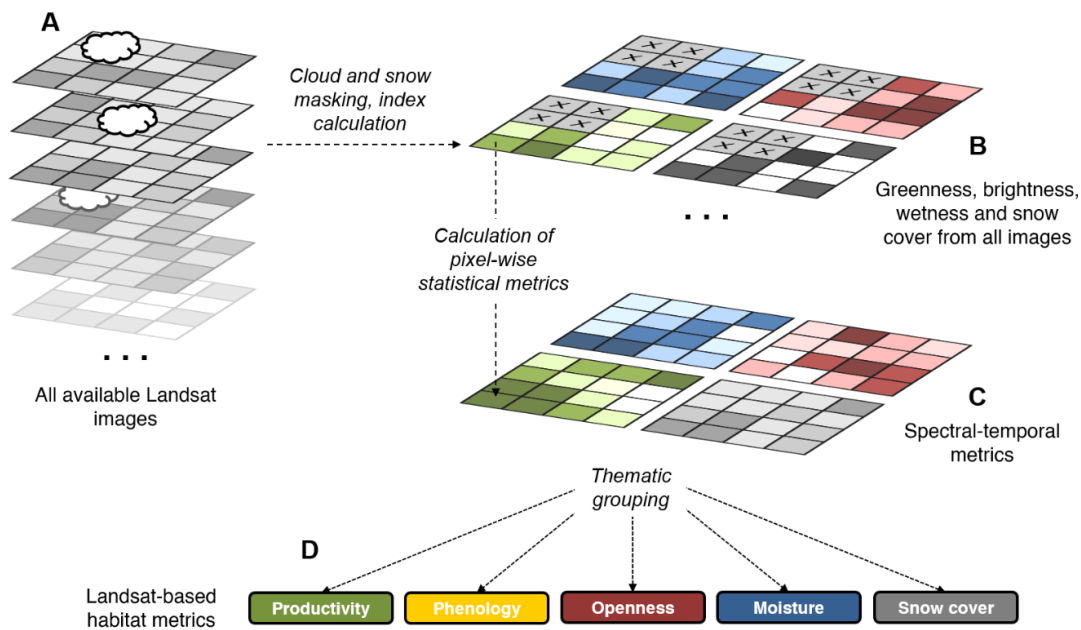 A
Cloud and snow
masking, index
calculation
B
Greenness, brightness,
wetness and snow
cover from all images
. . .
Calculation of
pixel-wise
statistical metrics
. . .
All available Landsat
images
C
Spectral-temporal
metrics
Thematic
grouping
D
Landsat-based
habitat metrics
Productivity
Phenology
Openness
Moisture
Snow cover